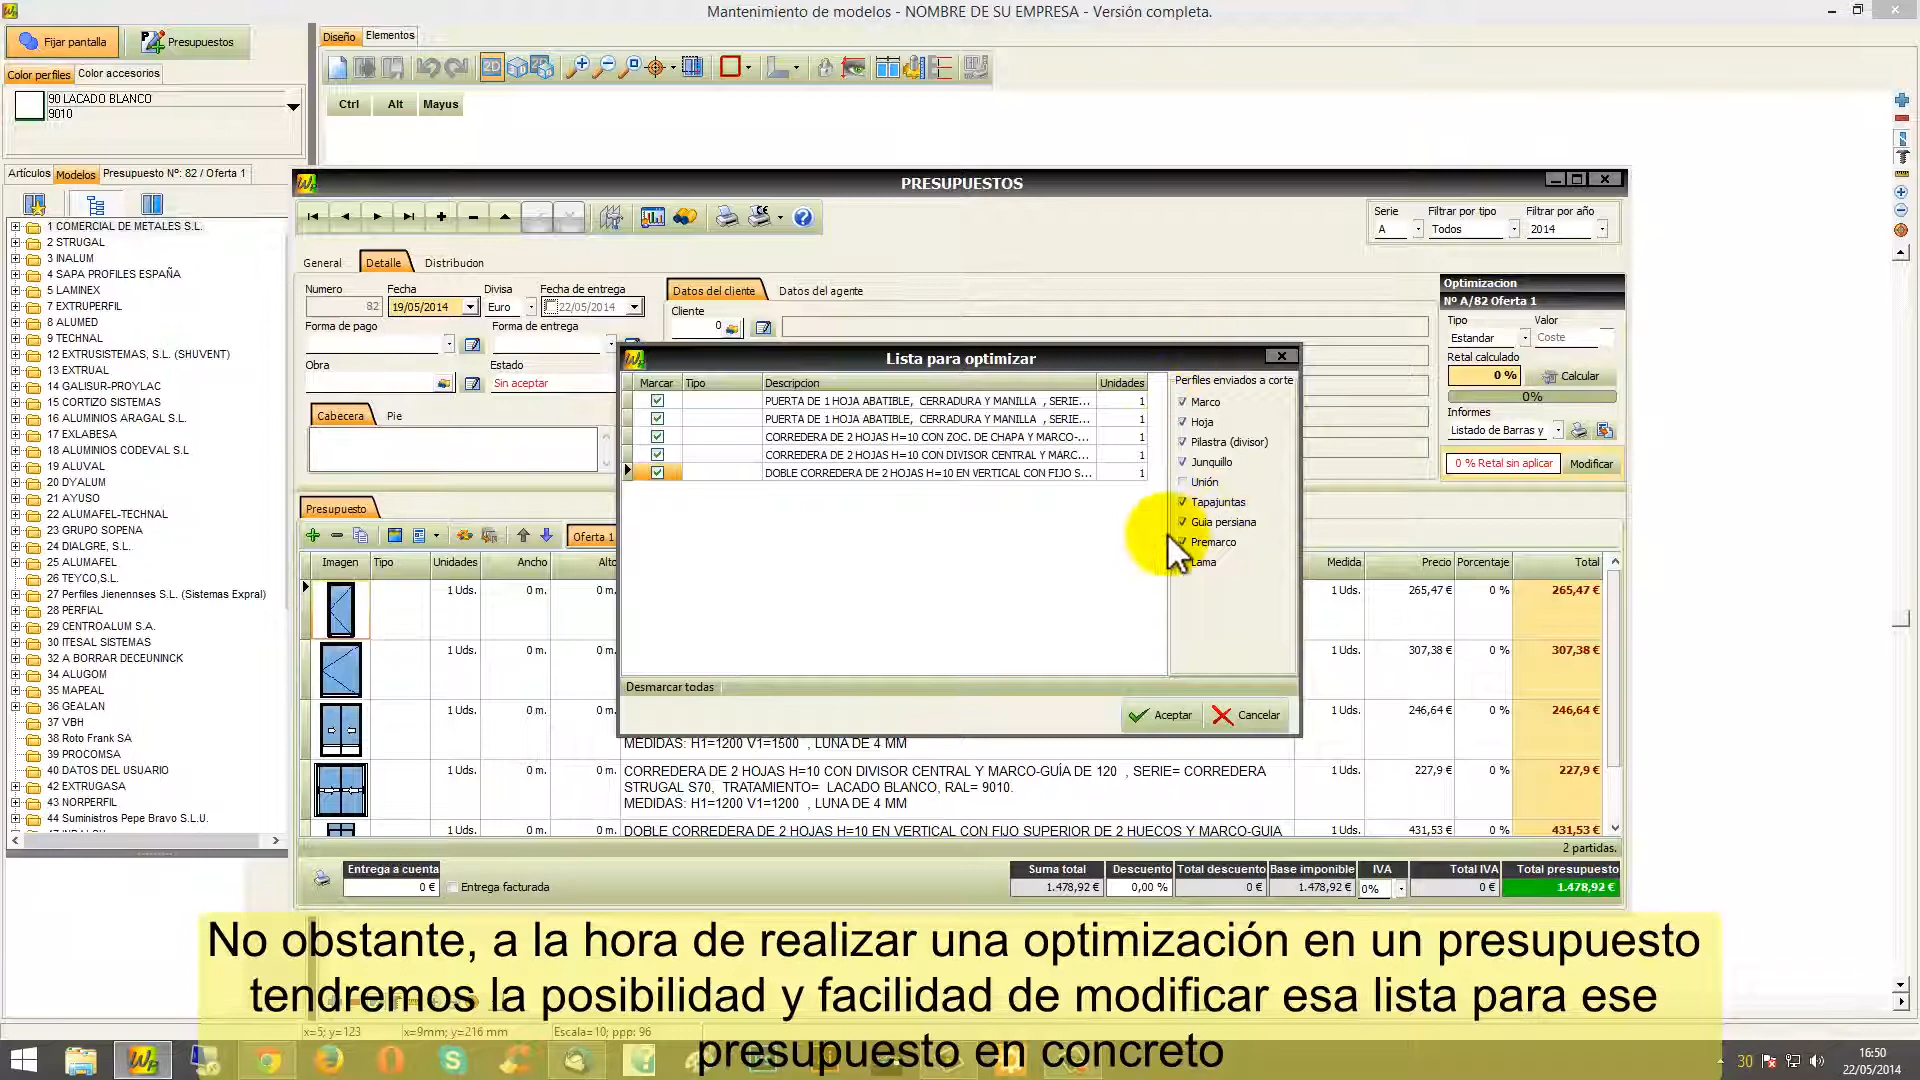 Mantenimiento de modelos - NOMBRE DE SU EMPRESA - Versión completa.
Fijar pantalla
Presupuestos
Diseño
Elementos
Color perfiles
Color accesorios
90 LACADO BLANCO
9010
2D
Ctrl
Alt
Mayus
Artículos
Modelos
Presupuesto Nº: 82 / Oferta 1
1 COMERCIAL DE METALES S.L.
2 STRUGAL
3 INALUM
4 SAPA PROFILES ESPAÑA
5 LAMINEX
7 EXTRUPERFIL
8 ALUMED
9 TECHNAL
12 EXTRUSISTEMAS, S.L. (SHUVENT)
13 EXTRUAL
14 GALISUR-PROYLAC
15 CORTIZO SISTEMAS
16 ALUMINIOS ARAGAL S.L.
17 EXLABESA
18 ALUMINIOS CODEVAL S.L
19 ALUVAL
20 DYALUM
21 AYUSO
22 ALUMAFEL-TECHNAL
23 GRUPO SOPENA
24 DIALGRE, S.L.
25 ALUMAFEL
26 TEYCO,S.L.
27 Perfiles Jienennses S.L. (Sistemas Expral)
28 PERFIAL
29 CENTROALUM S.A.
30 ITESAL SISTEMAS
32 A BORRAR DECEUNINCK
34 ALUGOM
35 MAPEAL
36 GEALAN
37 VBH
38 Roto Frank SA
39 PROCOMSA
40 DATOS DEL USUARIO
42 EXTRUGASA
43 NORPERFIL
44 Suministros Pepe Bravo S.L.U.
PRESUPUESTOS
Serie
Filtrar por tipo
Filtrar por año
A
Todos
2014
General
Detalle
Distribucion
Numero
Fecha
Divisa
Fecha de entrega
82
19/05/2014
Euro
22/05/2014
Forma de pago
Forma de entrega
Obra
Estado
Sin aceptar
Datos del cliente
Datos del agente
Cliente
0
Cabecera
Pie
Optimizacion
Nº A/82 Oferta 1
Tipo
Valor
Estandar
Coste
Retal calculado
0 %
Calcular
0%
Informes
Listado de Barras y
0 % Retal sin aplicar
Modificar
Lista para optimizar
Marcar
Tipo
Descripcion
Unidades
PUERTA DE 1 HOJA ABATIBLE, CERRADURA Y MANILLA , SERIE... 1
PUERTA DE 1 HOJA ABATIBLE, CERRADURA Y MANILLA , SERIE... 1
CORREDERA DE 2 HOJAS H=10 CON ZOC. DE CHAPA Y MARCO-... 1
CORREDERA DE 2 HOJAS H=10 CON DIVISOR CENTRAL Y MARC... 1
DOBLE CORREDERA DE 2 HOJAS H=10 EN VERTICAL CON FIJO S... 1
Perfiles enviados a corte
Marco
Hoja
Pilastra (divisor)
Junquillo
Unión
Tapajuntas
Guia persiana
Premarco
Lama
Desmarcar todas
Aceptar
Cancelar
Presupuesto
Oferta 1
Imagen
Tipo
Unidades
Ancho
Alto
Medida
Precio
Porcentaje
Total
1 Uds. 0 m. 0 m. 1 Uds. 265,47 € 0 % 265,47 €
1 Uds. 0 m. 0 m. 1 Uds. 307,38 € 0 % 307,38 €
1 Uds. 0 m. 0 m. 1 Uds. 246,64 € 0 % 246,64 €
MEDIDAS: H1=1200 V1=1500 , LUNA DE 4 MM
1 Uds. 0 m. 0 m. CORREDERA DE 2 HOJAS H=10 CON DIVISOR CENTRAL Y MARCO-GUÍA DE 120 , SERIE= CORREDERA 1 Uds. 227,9 € 0 % 227,9 €
STRUGAL S70, TRATAMIENTO= LACADO BLANCO, RAL= 9010.
MEDIDAS: H1=1200 V1=1200 , LUNA DE 4 MM
1 Uds. 0 m. 0 m. DOBLE CORREDERA DE 2 HOJAS H=10 EN VERTICAL CON FIJO SUPERIOR DE 2 HUECOS Y MARCO-GUIA 1 Uds. 431,53 € 0 % 431,53 €
2 partidas.
Entrega a cuenta
0 €
Entrega facturada
Suma total
Descuento
Total descuento
Base imponible
IVA
Total IVA
Total presupuesto
1.478,92 €
0,00 %
0 €
1.478,92 €
0%
0 €
1.478,92 €
No obstante, a la hora de realizar una optimización en un presupuesto
tendremos la posibilidad y facilidad de modificar esa lista para ese
presupuesto en concreto
x=5; y=123
x=9mm; y=216 mm
Escala=10; ppp: 96
30
16:50
22/05/2014